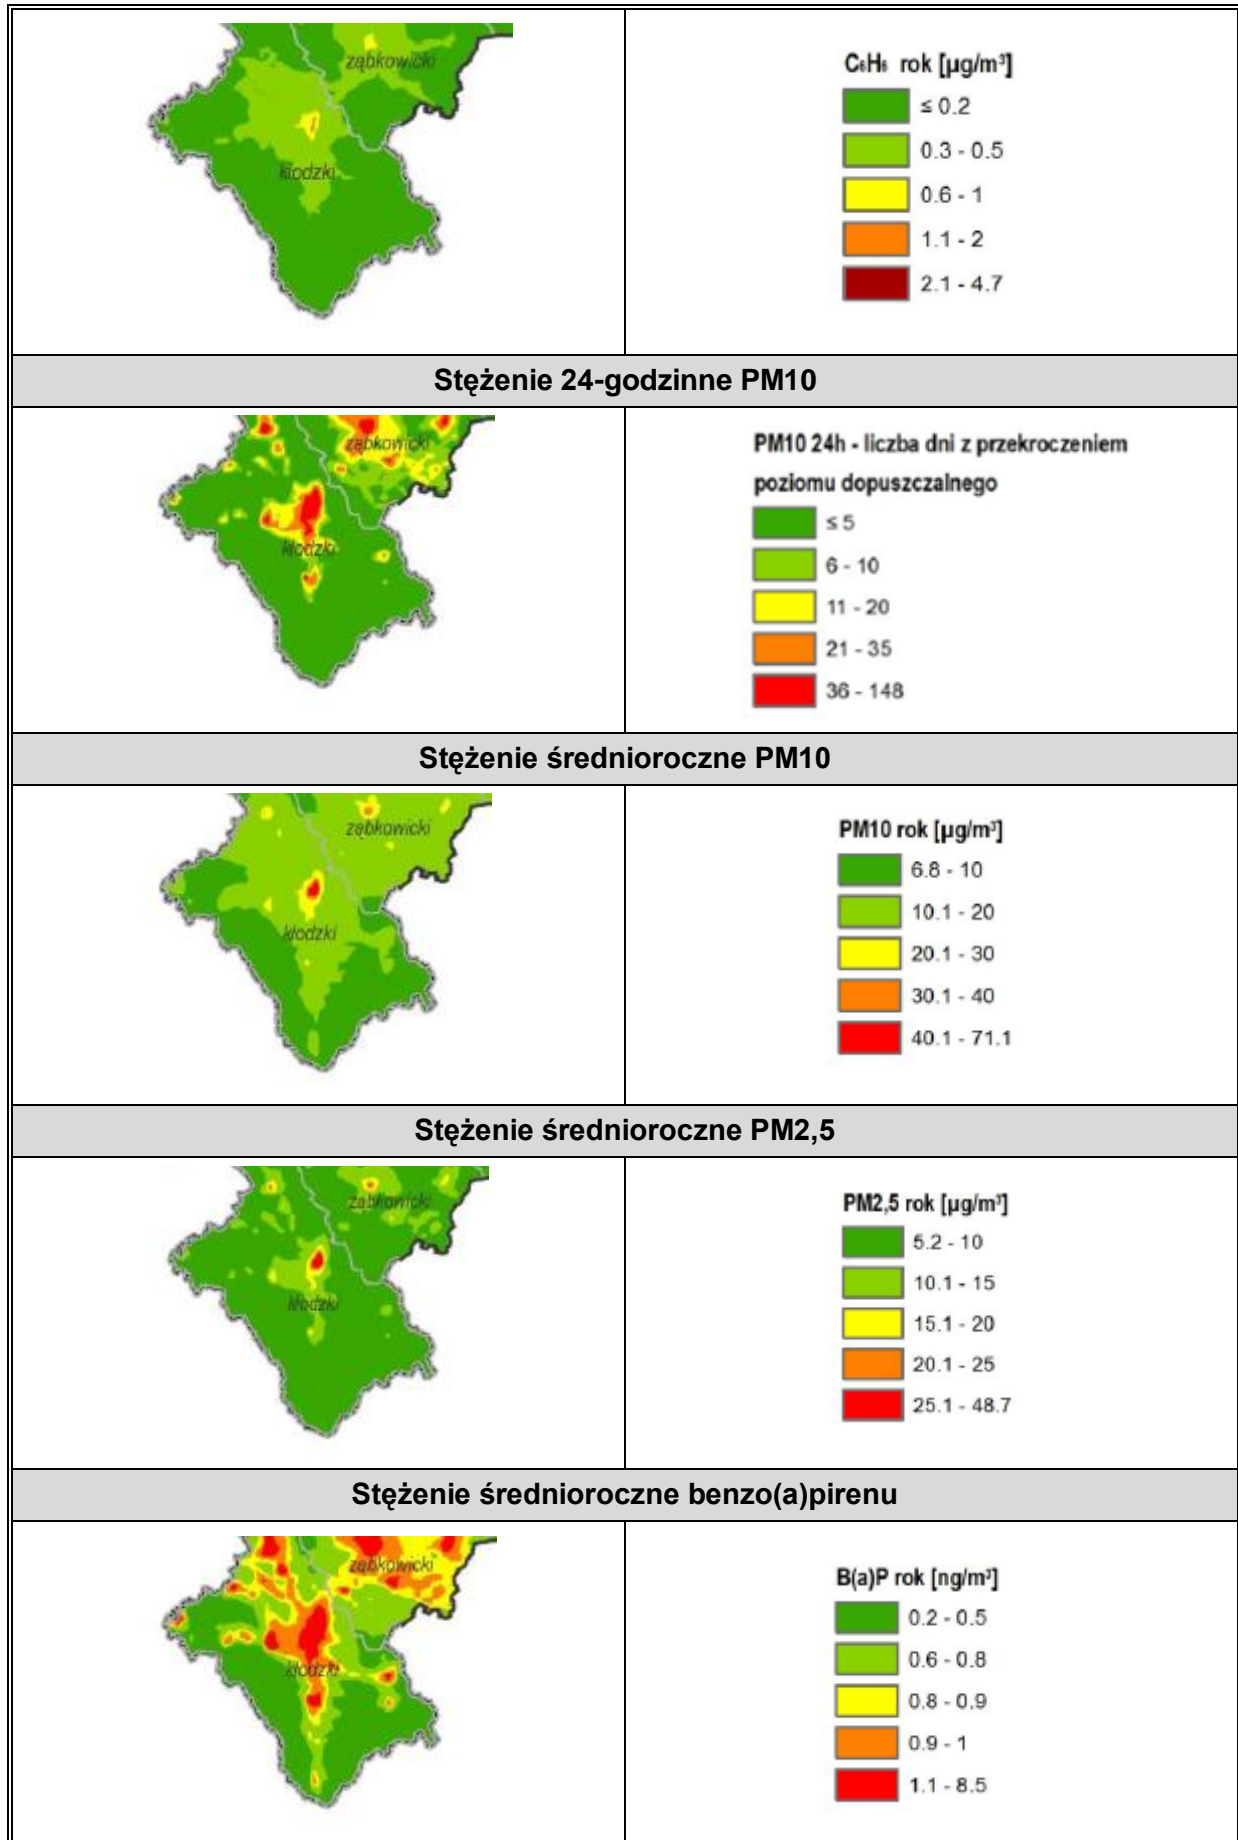 ząbkowicki
kłodzki
C₆H₆ rok [µg/m³]
≤ 0.2
0.3 - 0.5
0.6 - 1
1.1 - 2
2.1 - 4.7
Stężenie 24-godzinne PM10
ząbkowicki
kłodzki
PM10 24h - liczba dni z przekroczeniem
poziomu dopuszczalnego
≤ 5
6 - 10
11 - 20
21 - 35
36 - 148
Stężenie średnioroczne PM10
ząbkowicki
kłodzki
PM10 rok [µg/m³]
6.8 - 10
10.1 - 20
20.1 - 30
30.1 - 40
40.1 - 71.1
Stężenie średnioroczne PM2,5
ząbkowicki
kłodzki
PM2,5 rok [µg/m³]
5.2 - 10
10.1 - 15
15.1 - 20
20.1 - 25
25.1 - 48.7
Stężenie średnioroczne benzo(a)pirenu
ząbkowicki
kłodzki
B(a)P rok [ng/m³]
0.2 - 0.5
0.6 - 0.8
0.8 - 0.9
0.9 - 1
1.1 - 8.5